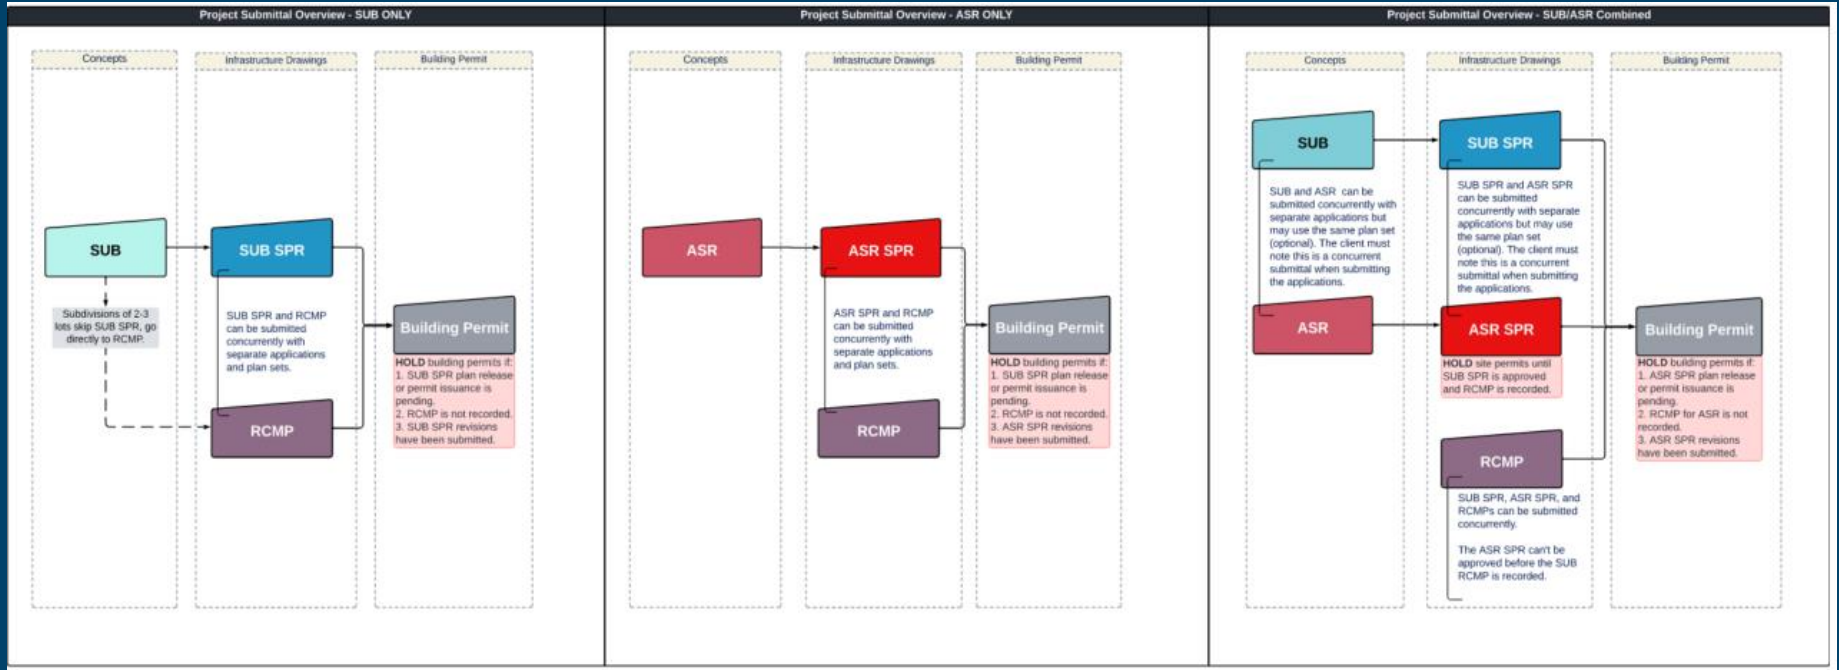 Project Submittal Overview - SUB ONLY
Concepts
Infrastructure Drawings
Building Permit
SUB
SUB SPR
Subdivisions of 2-3
lots skip SUB SPR, go
directly to RCMP.
SUB SPR and RCMP
can be submitted
concurrently with
separate applications
and plan sets.
RCMP
Building Permit
HOLD building permits if:
1. SUB SPR plan release
or permit issuance is
pending.
2. RCMP is not recorded.
3. SUB SPR revisions
have been submitted.
Project Submittal Overview - ASR ONLY
Concepts
Infrastructure Drawings
Building Permit
ASR
ASR SPR
ASR SPR and RCMP
can be submitted
concurrently with
separate applications
and plan sets.
RCMP
Building Permit
HOLD building permits if:
1. SUB SPR plan release
or permit issuance is
pending.
2. RCMP is not recorded.
3. ASR SPR revisions
have been submitted.
Project Submittal Overview - SUB/ASR Combined
Concepts
Infrastructure Drawings
Building Permit
SUB
SUB SPR
SUB and ASR can be
submitted concurrently with
separate applications but
may use the same plan set
(optional). The client must
note this is a concurrent
submittal when submitting
the applications.
SUB SPR and ASR SPR
can be submitted
concurrently with separate
applications but may use
the same plan set
(optional). The client must
note this is a concurrent
submittal when submitting
the applications.
ASR
ASR SPR
HOLD site permits until
SUB SPR is approved
and RCMP is recorded.
RCMP
SUB SPR, ASR SPR, and
RCMPs can be submitted
concurrently.
The ASR SPR can't be
approved before the SUB
RCMP is recorded.
Building Permit
HOLD building permits if:
1. ASR SPR plan release
or permit issuance is
pending.
2. RCMP for ASR is not
recorded.
3. ASR SPR revisions
have been submitted.